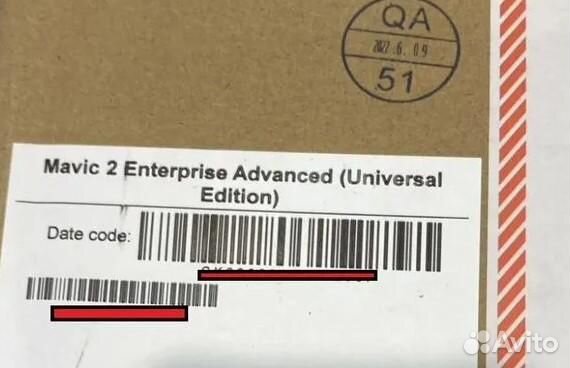 QA
2022.6.09
51
Mavic 2 Enterprise Advanced (Universal
Edition)
Date code:
Avito